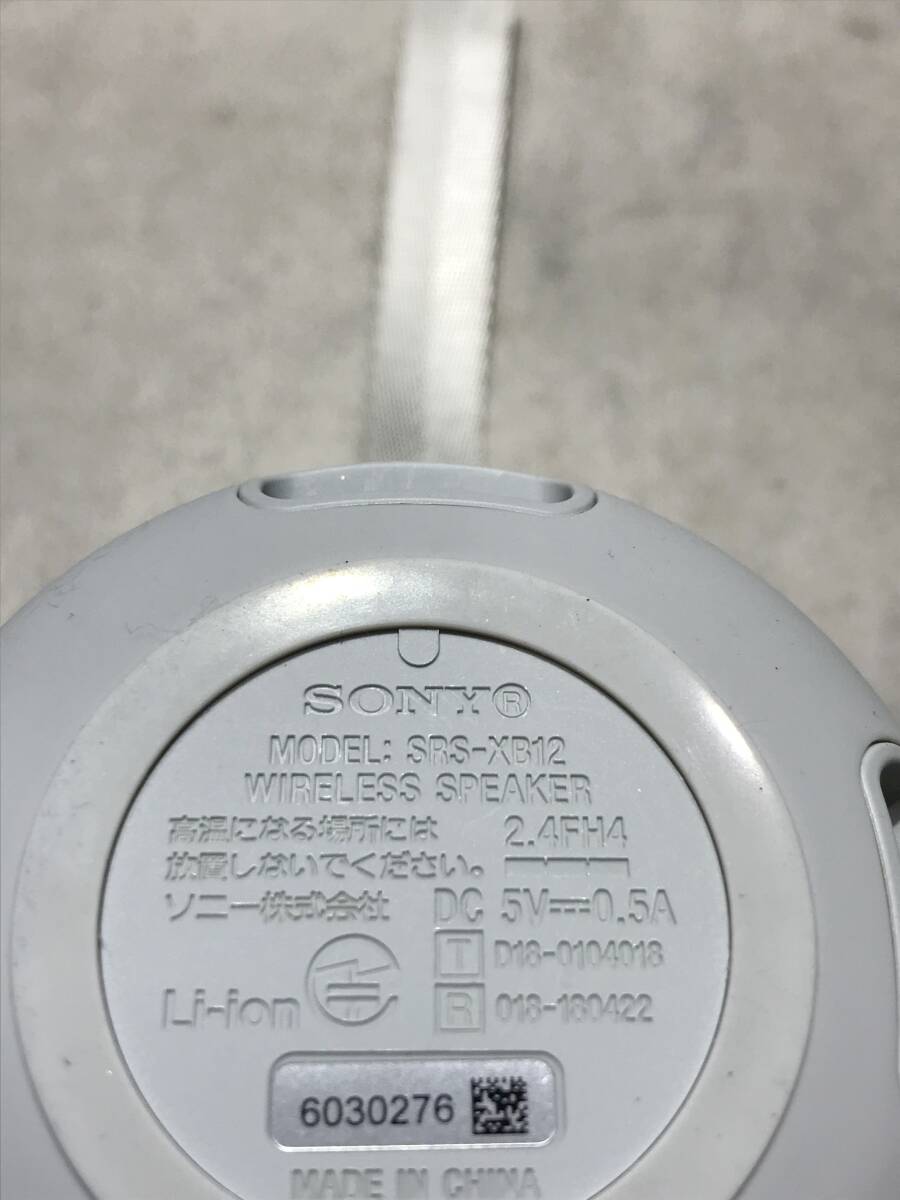 SONY®
MODEL: SRS-XB12
WIRELESS SPEAKER
高温になる場所には
放置しないでください。
ソニー株式会社
2.4FH4
DC 5V⎓0.5A
T D18-0104018
R 018-180422
Li-ion
6030276
MADE IN CHINA